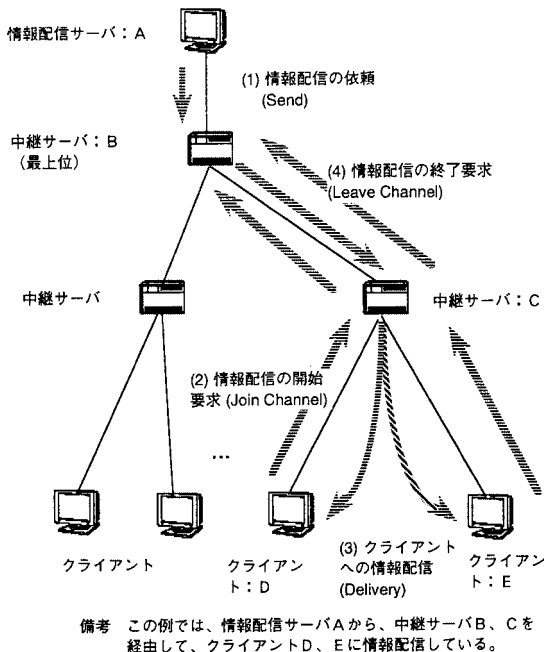 情報配信サーバ：A
(1) 情報配信の依頼
(Send)
中継サーバ：B
（最上位）
(4) 情報配信の終了要求
(Leave Channel)
中継サーバ
中継サーバ：C
(2) 情報配信の開始
要求 (Join Channel)
…
クライアント
クライアン
ト：D
(3) クライアント
への情報配信
(Delivery)
クライアン
ト：E
備考　この例では、情報配信サーバAから、中継サーバB、Cを
経由して、クライアントD、Eに情報配信している。